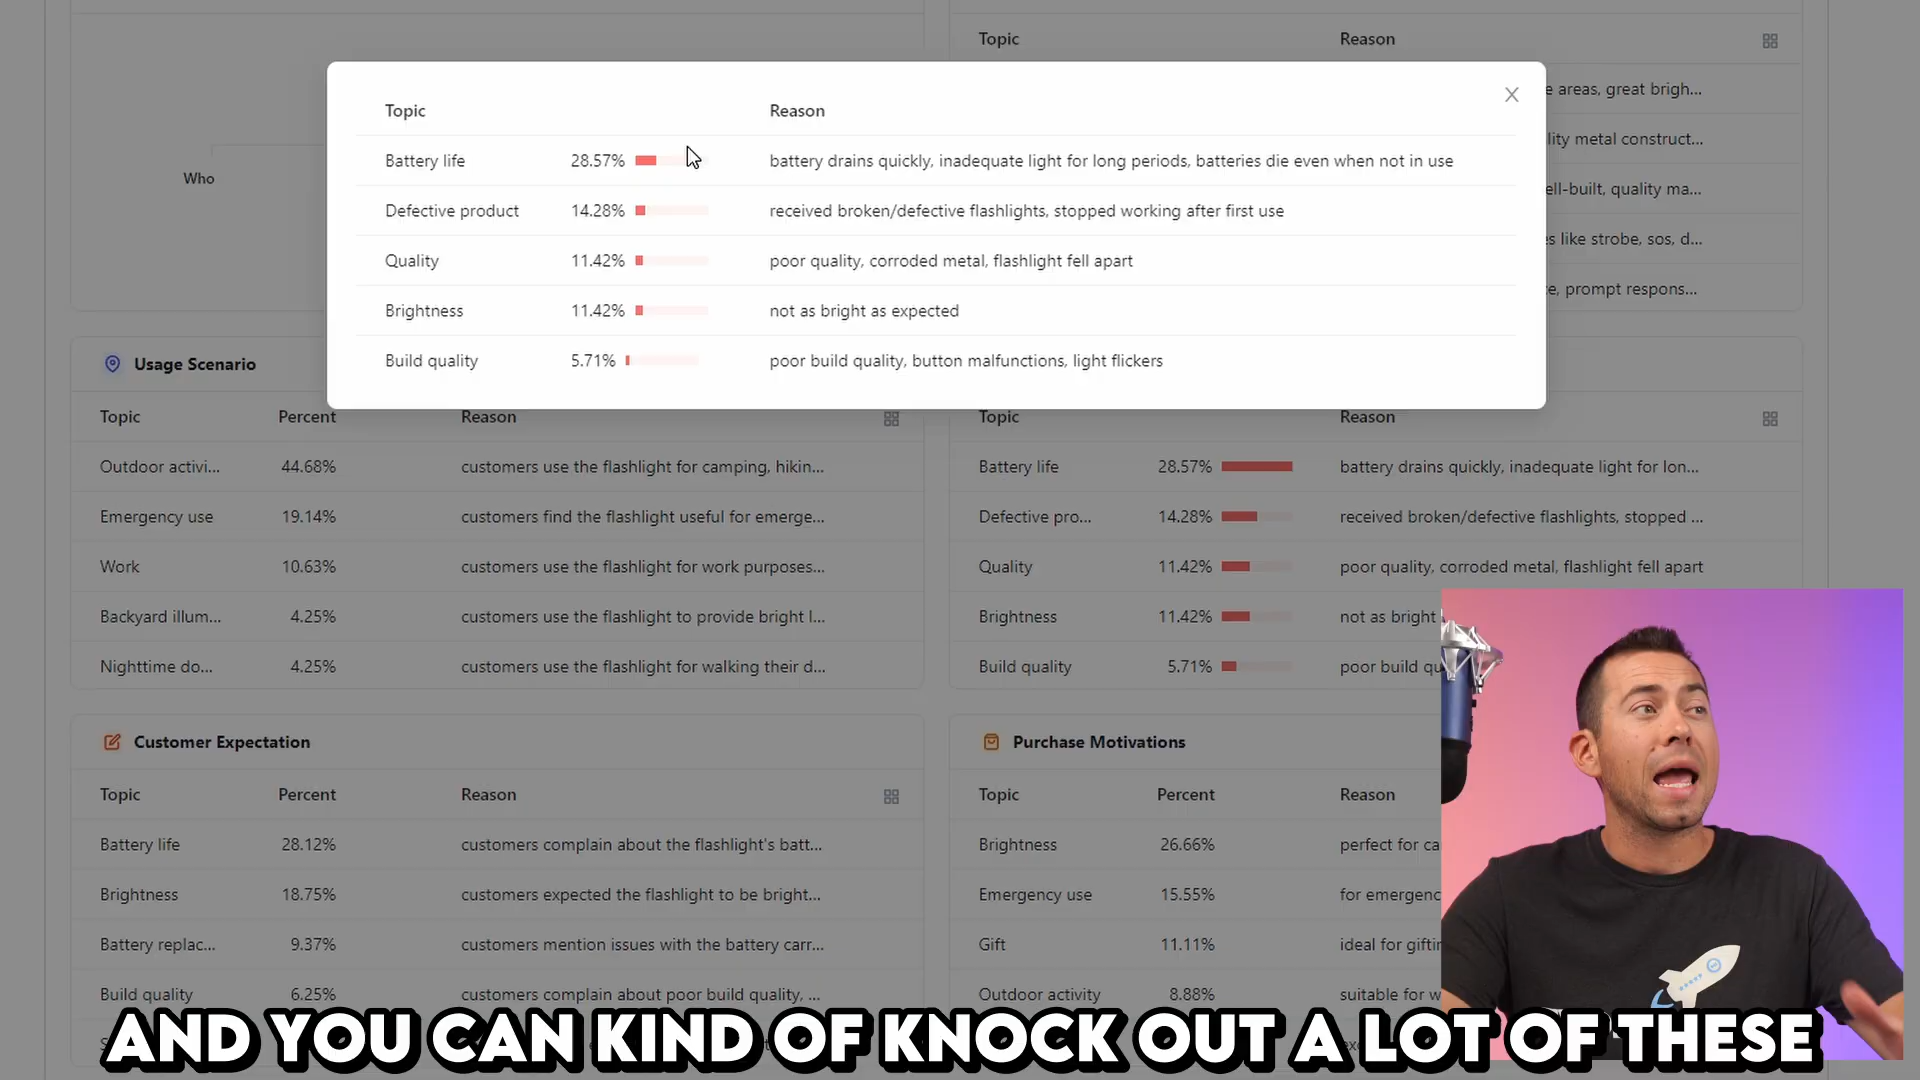 Topic Reason
e areas, great brigh...
lity metal construct...
ell-built, quality ma...
s like strobe, sos, d...
e, prompt respons...
Who
Topic Reason
Battery life 28.57% battery drains quickly, inadequate light for long periods, batteries die even when not in use
Defective product 14.28% received broken/defective flashlights, stopped working after first use
Quality 11.42% poor quality, corroded metal, flashlight fell apart
Brightness 11.42% not as bright as expected
Build quality 5.71% poor build quality, button malfunctions, light flickers
Usage Scenario
Topic Percent Reason
Outdoor activi... 44.68% customers use the flashlight for camping, hikin...
Emergency use 19.14% customers find the flashlight useful for emerge...
Work 10.63% customers use the flashlight for work purposes...
Backyard illum... 4.25% customers use the flashlight to provide bright l...
Nighttime do... 4.25% customers use the flashlight for walking their d...
Topic Reason
Battery life 28.57% battery drains quickly, inadequate light for lon...
Defective pro... 14.28% received broken/defective flashlights, stopped ...
Quality 11.42% poor quality, corroded metal, flashlight fell apart
Brightness 11.42% not as bright
Build quality 5.71% poor build qu
Customer Expectation
Topic Percent Reason
Battery life 28.12% customers complain about the flashlight's batt...
Brightness 18.75% customers expected the flashlight to be bright...
Battery replac... 9.37% customers mention issues with the battery carr...
Build quality 6.25% customers complain about poor build quality, ...
Purchase Motivations
Topic Percent Reason
Brightness 26.66% perfect for ca
Emergency use 15.55% for emergenc
Gift 11.11% ideal for giftir
Outdoor activity 8.88% suitable for w
AND YOU CAN KIND OF KNOCK OUT A LOT OF THESE